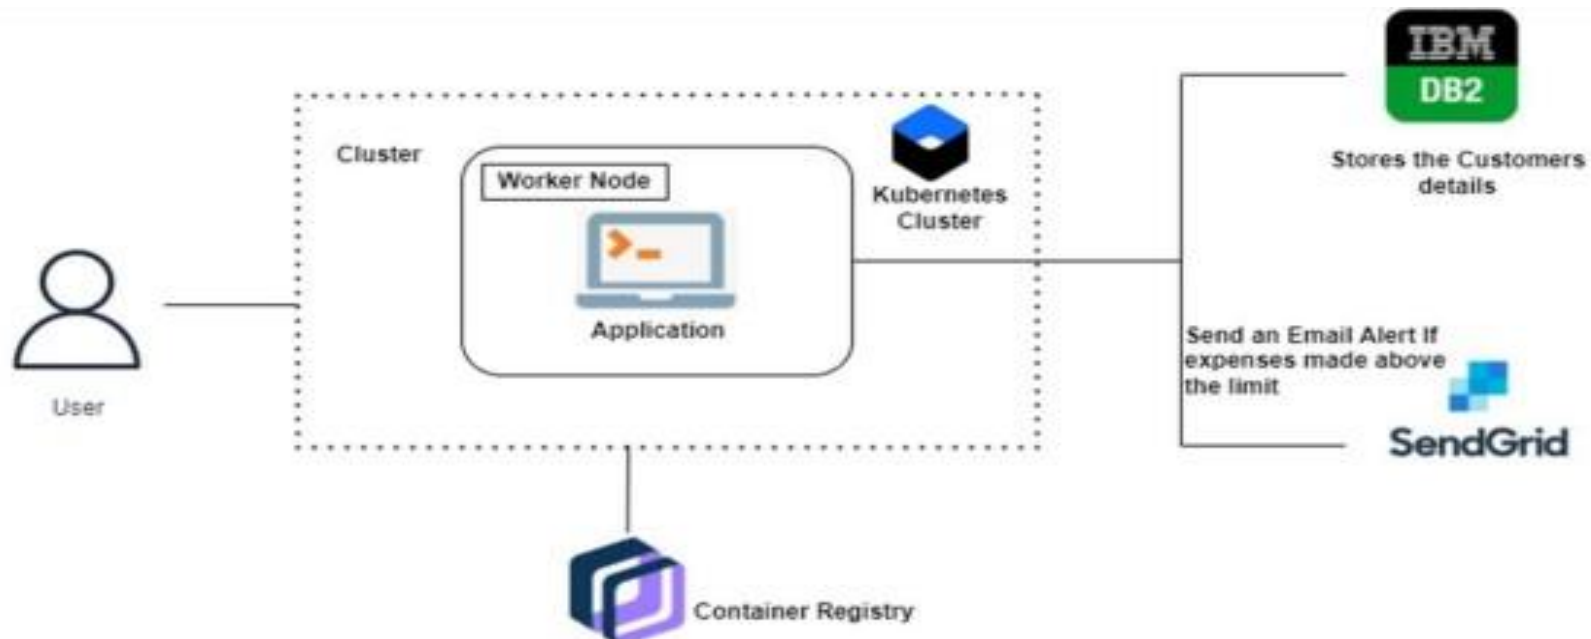 IBM
DB2
Stores the Customers
details
Cluster
Worker Node
Kubernetes
Cluster
Application
User
Send an Email Alert If
expenses made above
the limit
SendGrid
Container Registry